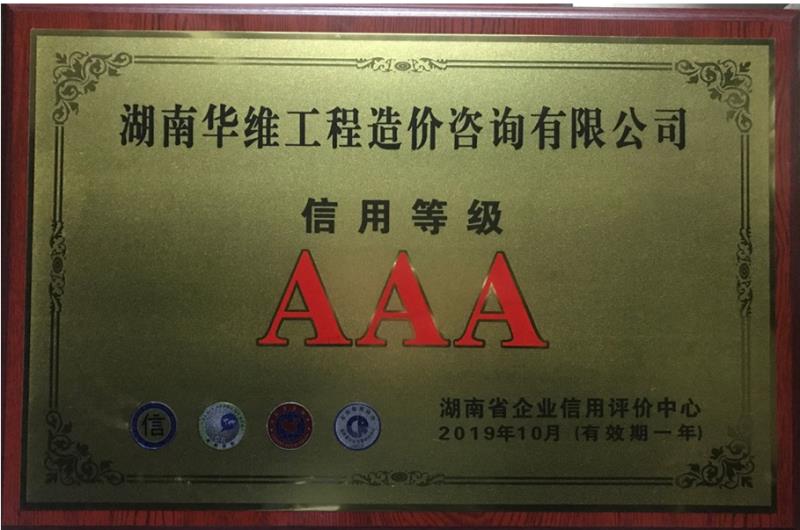 湖南华维工程造价咨询有限公司
信用等级
AAA
信
湖南省企业信用评价中心
2019年10月(有效期一年)